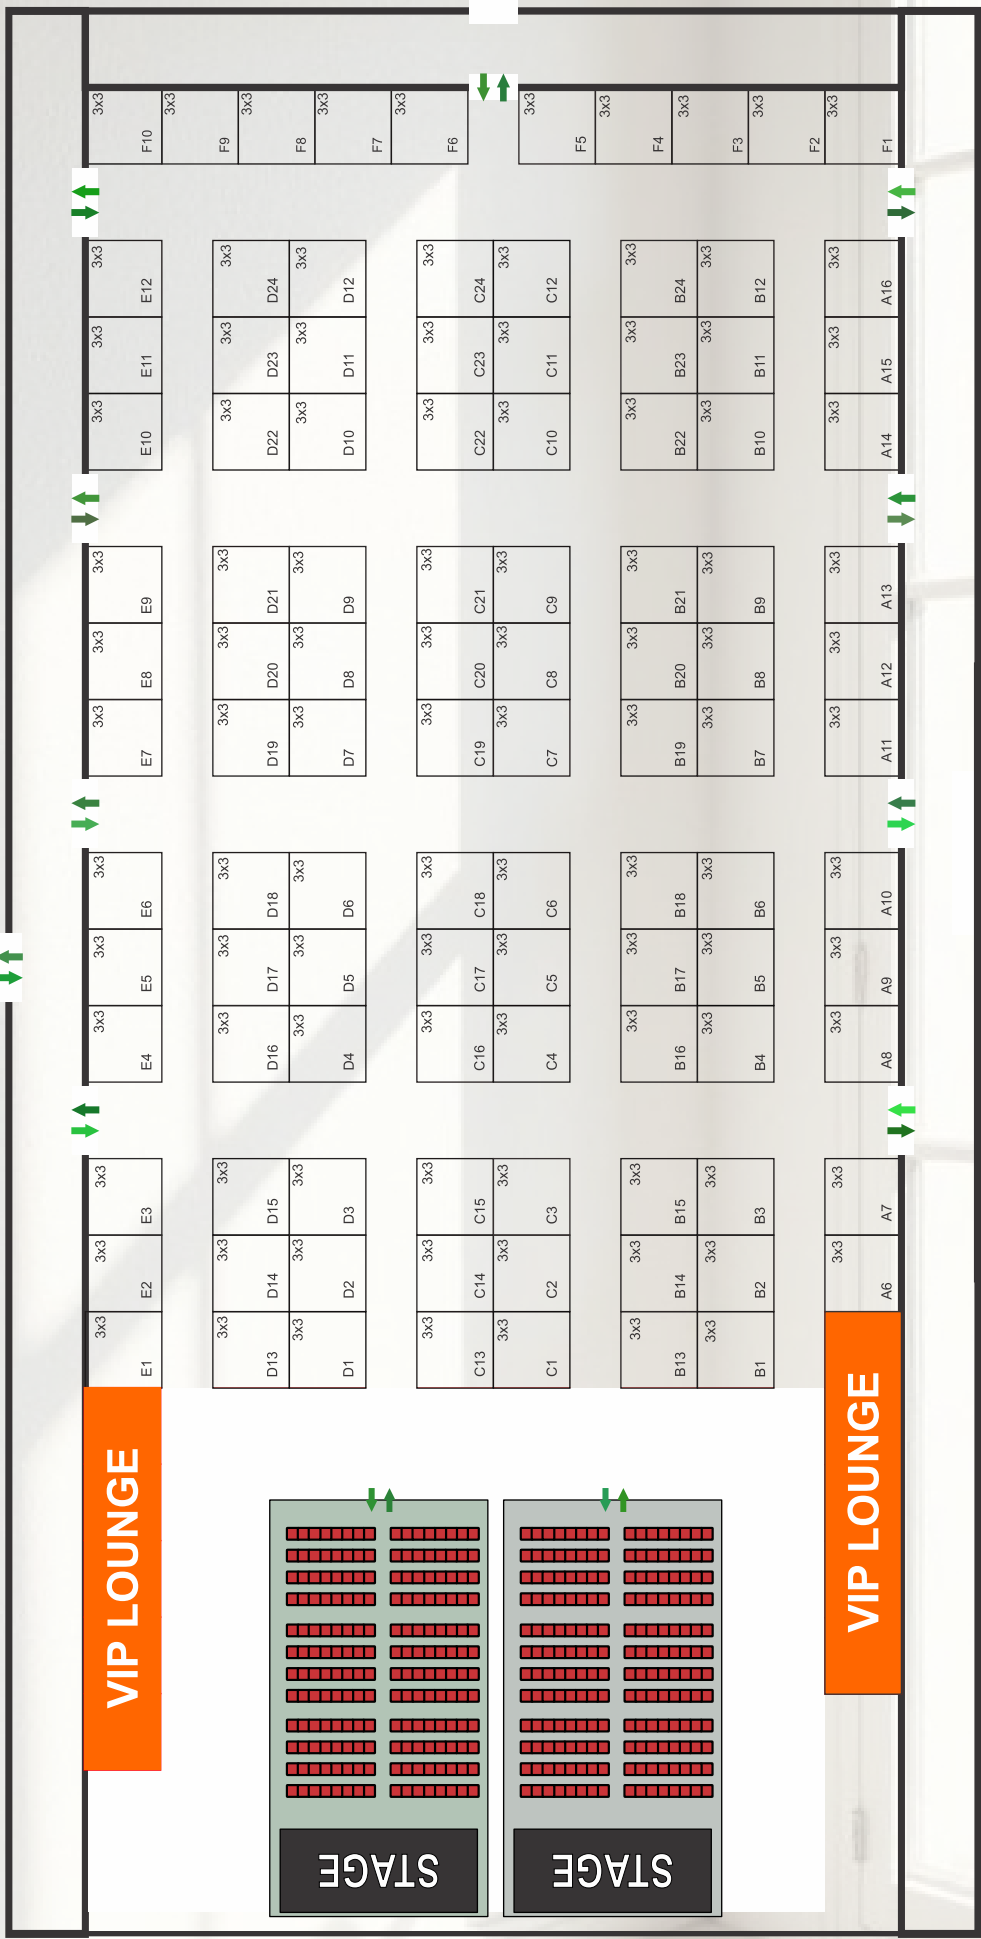 3x3 3x3 3x3 3x3 3x3 3x3 3x3 3x3 3x3 3x3
F10 F9 F8 F7 F6 F5 F4 F3 F2 F1
3x3 3x3 3x3 3x3 3x3 3x3 3x3 3x3
E12 D24 D12 C24 C12 B24 B12 A16
3x3 3x3 3x3 3x3 3x3 3x3 3x3 3x3
E11 D23 D11 C23 C11 B23 B11 A15
3x3 3x3 3x3 3x3 3x3 3x3 3x3 3x3
E10 D22 D10 C22 C10 B22 B10 A14
3x3 3x3 3x3 3x3 3x3 3x3 3x3 3x3
E9 D21 D9 C21 C9 B21 B9 A13
3x3 3x3 3x3 3x3 3x3 3x3 3x3 3x3
E8 D20 D8 C20 C8 B20 B8 A12
3x3 3x3 3x3 3x3 3x3 3x3 3x3 3x3
E7 D19 D7 C19 C7 B19 B7 A11
3x3 3x3 3x3 3x3 3x3 3x3 3x3 3x3
E6 D18 D6 C18 C6 B18 B6 A10
3x3 3x3 3x3 3x3 3x3 3x3 3x3 3x3
E5 D17 D5 C17 C5 B17 B5 A9
3x3 3x3 3x3 3x3 3x3 3x3 3x3 3x3
E4 D16 D4 C16 C4 B16 B4 A8
3x3 3x3 3x3 3x3 3x3 3x3 3x3 3x3
E3 D15 D3 C15 C3 B15 B3 A7
3x3 3x3 3x3 3x3 3x3 3x3 3x3 3x3
E2 D14 D2 C14 C2 B14 B2 A6
3x3 3x3 3x3 3x3 3x3 3x3 3x3
E1 D13 D1 C13 C1 B13 B1
VIP LOUNGE
VIP LOUNGE
STAGE
STAGE